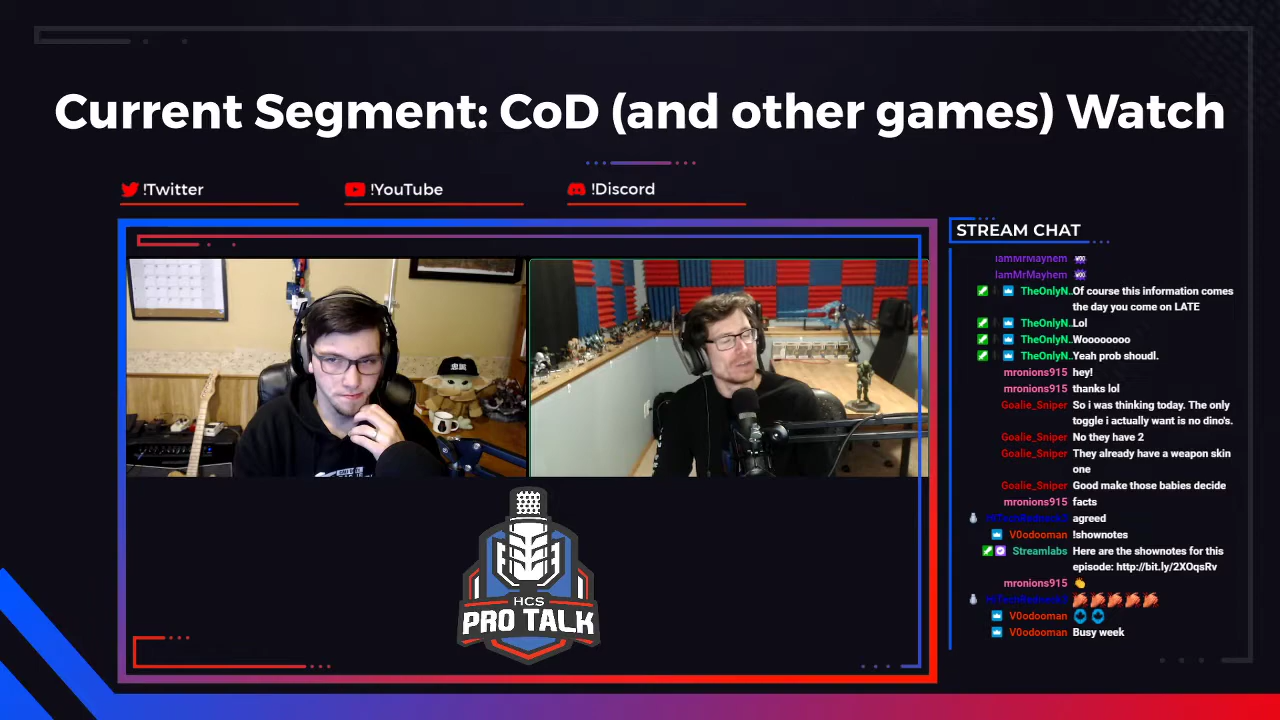 Current Segment: CoD (and other games) Watch
!Twitter
!YouTube
!Discord
STREAM CHAT
IamMrMayhem
IamMrMayhem
TheOnlyN.. Of course this information comes
the day you come on LATE
TheOnlyN.. Lol
TheOnlyN.. Woooooooo
TheOnlyN.. Yeah prob shoudl.
mronions915 hey!
mronions915 thanks lol
Goalie_Sniper So i was thinking today. The only
toggle i actually want is no dino's.
Goalie_Sniper No they have 2
Goalie_Sniper They already have a weapon skin
one
Goalie_Sniper Good make those babies decide
mronions915 facts
agreed
V0odooman !shownotes
Streamlabs Here are the shownotes for this
episode: http://bit.ly/2XOqsRv
mronions915
V0odooman
V0odooman Busy week
HCS
PRO TALK